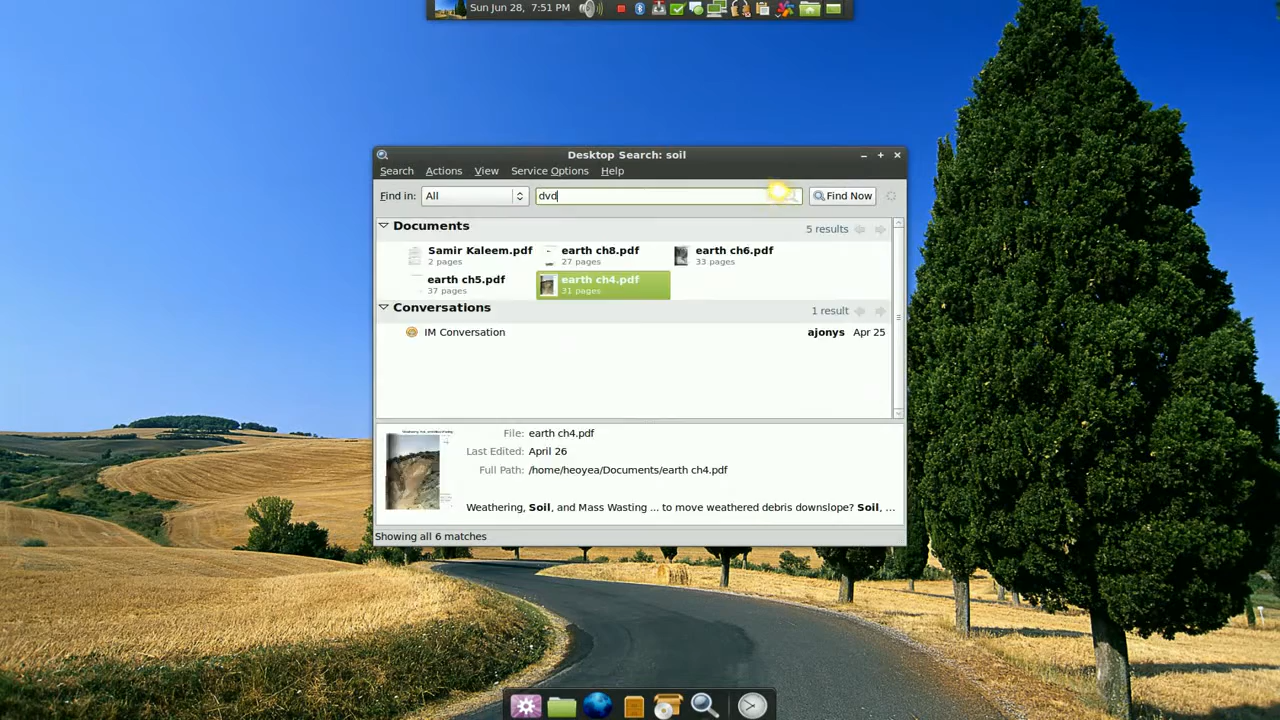 Sun Jun 28, 7:51 PM
Desktop Search: soil
Search Actions View Service Options Help
Find in: All dvd Find Now
Documents 5 results
Samir Kaleem.pdf earth ch8.pdf earth ch6.pdf
2 pages 27 pages 33 pages
earth ch5.pdf earth ch4.pdf
37 pages 31 pages
Conversations 1 result
IM Conversation ajonys Apr 25
File: earth ch4.pdf
Last Edited: April 26
Full Path: /home/heoyea/Documents/earth ch4.pdf
Weathering, Soil, and Mass Wasting ... to move weathered debris downslope? Soil, ...
Showing all 6 matches